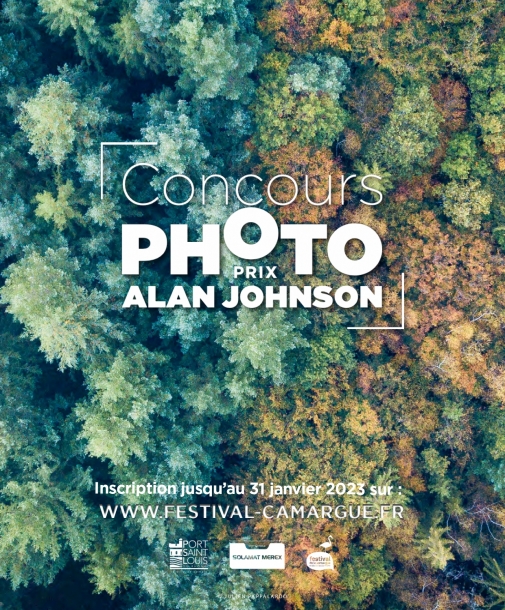 Concours
PHOTO
PRIX
ALAN JOHNSON
Inscription jusqu'au 31 janvier 2023 sur :
WWW.FESTIVAL-CAMARGUE.FR
PORT
SAINT
LOUIS
SOLAMAT MEREX
festival